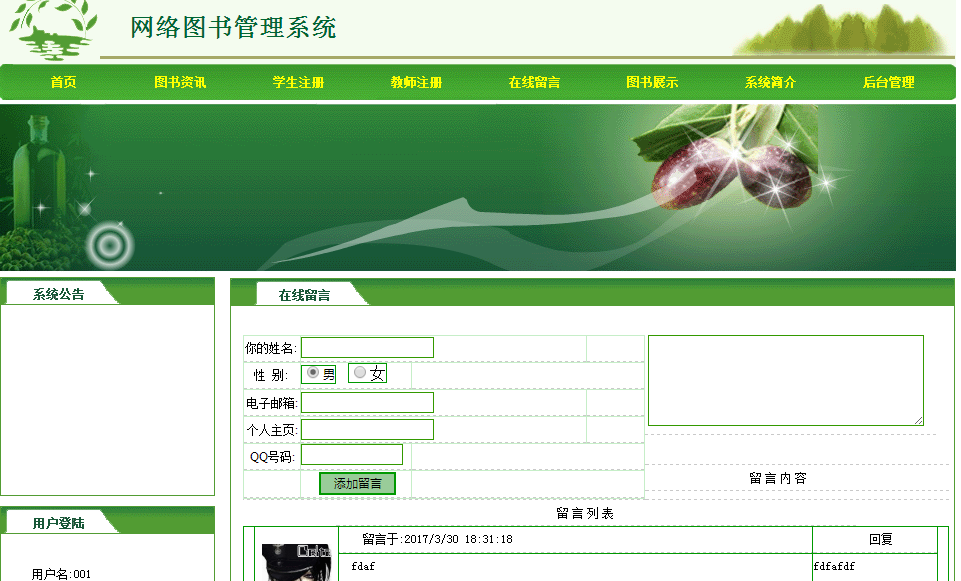 网络图书管理系统
首页 图书资讯 学生注册 教师注册 在线留言 图书展示 系统简介 后台管理
系统公告
在线留言
你的姓名:
性 别: 男 女
电子邮箱:
个人主页:
QQ号码:
添加留言
留言内容
留言列表
留言于:2017/3/30 18:31:18 回复
fdaf fdfafdf
用户登陆
用户名:001